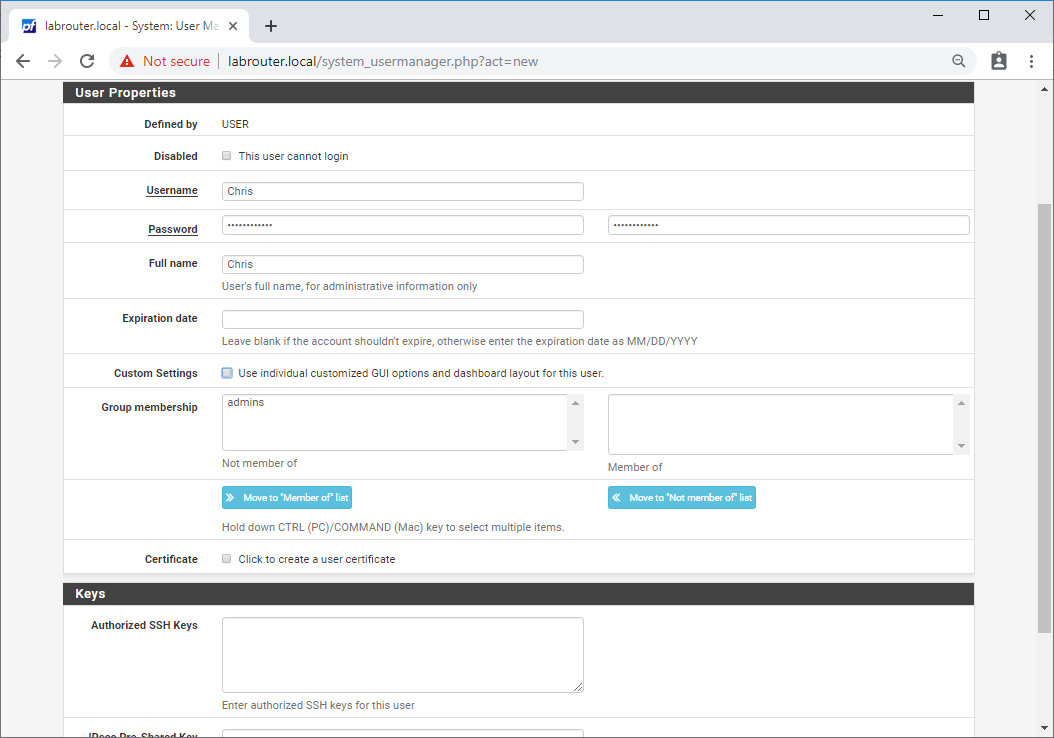 labrouter.local - System: User Ma
Not secure
labrouter.local/system_usermanager.php?act=new
User Properties
Defined by USER
Disabled This user cannot login
Username Chris
Password •••••••••••• ••••••••••••
Full name Chris
User's full name, for administrative information only
Expiration date
Leave blank if the account shouldn't expire, otherwise enter the expiration date as MM/DD/YYYY
Custom Settings Use individual customized GUI options and dashboard layout for this user.
Group membership admins
Not member of
Member of
Move to "Member of" list Move to "Not member of" list
Hold down CTRL (PC)/COMMAND (Mac) key to select multiple items.
Certificate Click to create a user certificate
Keys
Authorized SSH Keys
Enter authorized SSH keys for this user
IPsec Pre-Shared Key